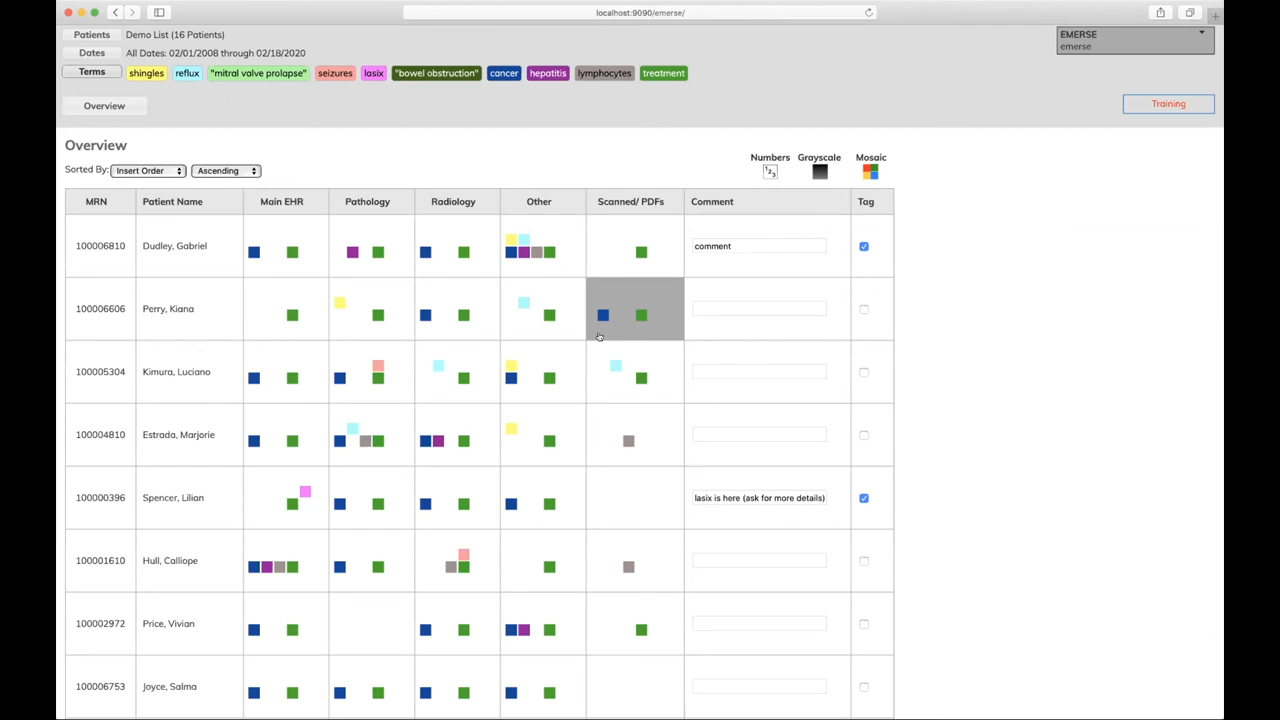 localhost:9090/emerse/
Patients Demo List (16 Patients)
EMERSE
emerse
Dates All Dates: 02/01/2008 through 02/18/2020
Terms shingles reflux "mitral valve prolapse" seizures lasix "bowel obstruction" cancer hepatitis lymphocytes treatment
Overview Training
Overview
Sorted By: Insert Order Ascending
Numbers Grayscale Mosaic
1 2 3
MRN Patient Name Main EHR Pathology Radiology Other Scanned/ PDFs Comment Tag
100006810 Dudley, Gabriel comment
100006606 Perry, Kiana
100005304 Kimura, Luciano
100004810 Estrada, Marjorie
100000396 Spencer, Lilian lasix is here (ask for more details)
100001610 Hull, Calliope
100002972 Price, Vivian
100006753 Joyce, Salma